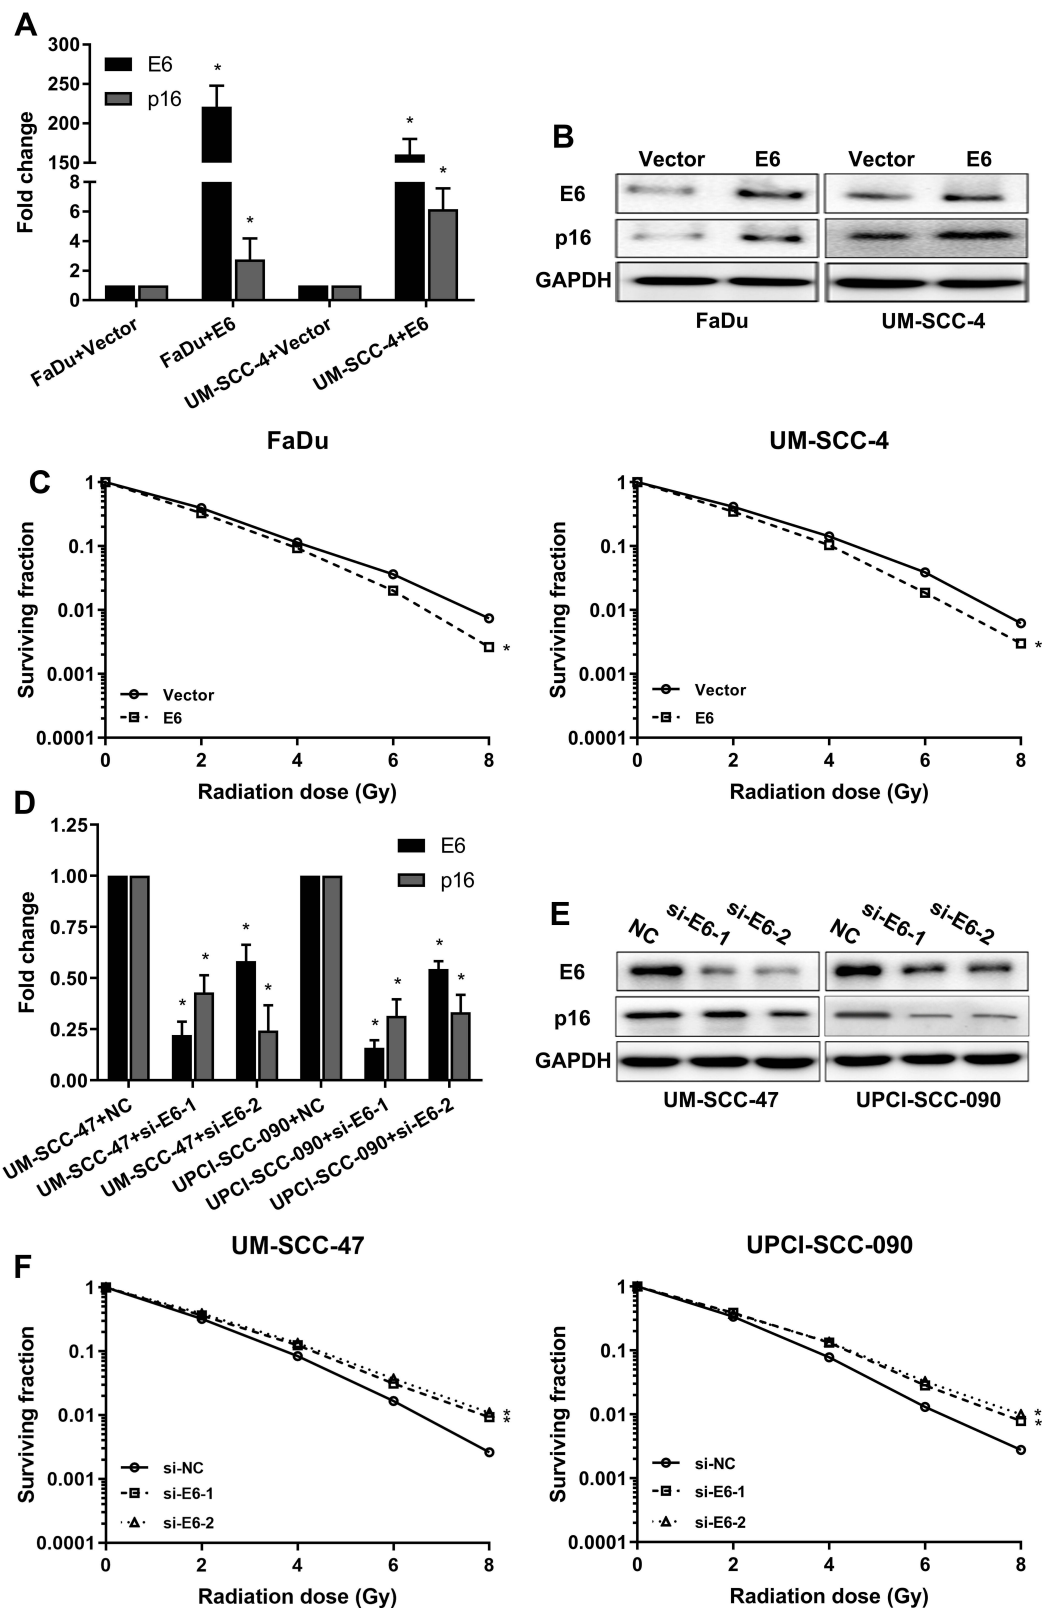 A
300
250
200
150
8
6
4
2
0
Fold change
E6
p16
*
*
*
*
FaDu+Vector
FaDu+E6
UM-SCC-4+Vector
UM-SCC-4+E6
B
Vector E6 Vector E6
E6
p16
GAPDH
FaDu UM-SCC-4
C
FaDu
1
0.1
0.01
0.001
0.0001
Surviving fraction
Vector
E6
*
0 2 4 6 8
Radiation dose (Gy)
UM-SCC-4
1
0.1
0.01
0.001
0.0001
Surviving fraction
Vector
E6
*
0 2 4 6 8
Radiation dose (Gy)
D
1.25
1.00
0.75
0.50
0.25
0.00
Fold change
E6
p16
*
*
*
*
*
*
*
*
UM-SCC-47+NC
UM-SCC-47+si-E6-1
UM-SCC-47+si-E6-2
UPCI-SCC-090+NC
UPCI-SCC-090+si-E6-1
UPCI-SCC-090+si-E6-2
E
NC si-E6-1 si-E6-2 NC si-E6-1 si-E6-2
E6
p16
GAPDH
UM-SCC-47 UPCI-SCC-090
F
UM-SCC-47
1
0.1
0.01
0.001
0.0001
Surviving fraction
si-NC
si-E6-1
si-E6-2
*
*
0 2 4 6 8
Radiation dose (Gy)
UPCI-SCC-090
1
0.1
0.01
0.001
0.0001
Surviving fraction
si-NC
si-E6-1
si-E6-2
*
*
0 2 4 6 8
Radiation dose (Gy)